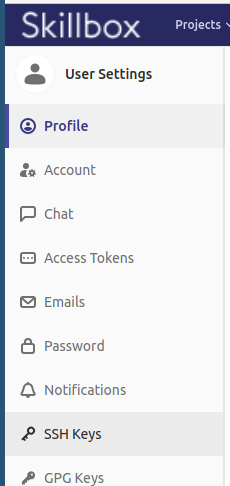 Skillbox
Projects
User Settings
Profile
Account
Chat
Access Tokens
Emails
Password
Notifications
SSH Keys
GPG Keys